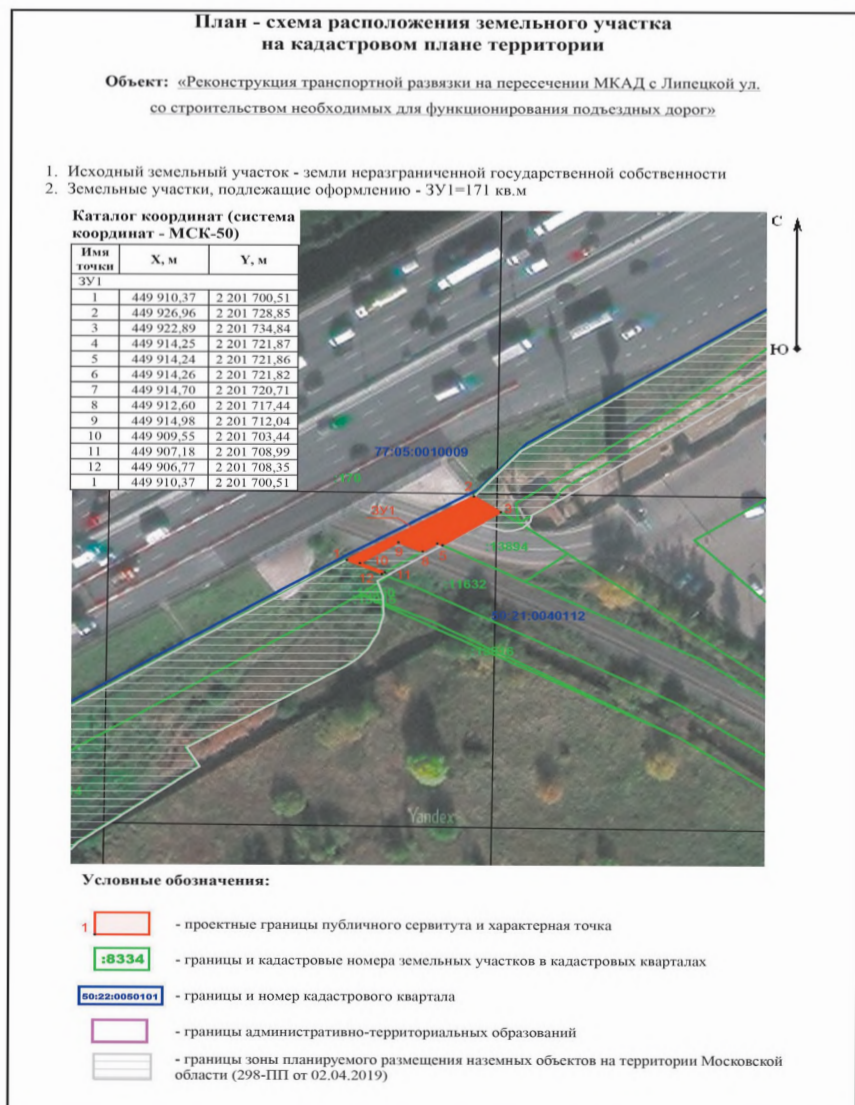 План - схема расположения земельного участка
на кадастровом плане территории
Объект: «Реконструкция транспортной развязки на пересечении МКАД с Липецкой ул.
со строительством необходимых для функционирования подъездных дорог»
1. Исходный земельный участок - земли неразграниченной государственной собственности
2. Земельные участки, подлежащие оформлению - ЗУ1=171 кв.м
Каталог координат (система
координат - МСК-50)
Имя точки X, м Y, м
ЗУ1
1 449 910,37 2 201 700,51
2 449 926,96 2 201 728,85
3 449 922,89 2 201 734,84
4 449 914,25 2 201 721,87
5 449 914,24 2 201 721,86
6 449 914,26 2 201 721,82
7 449 914,70 2 201 720,71
8 449 912,60 2 201 717,44
9 449 914,98 2 201 712,04
10 449 909,55 2 201 703,44
11 449 907,18 2 201 708,99
12 449 906,77 2 201 708,35
1 449 910,37 2 201 700,51
С
Ю
77:05:0010009
ЗУ1
2
3
1
10
11
12
:11632
50:21:0040112
Yandex
Условные обозначения:
1 - проектные границы публичного сервитута и характерная точка
:8334 - границы и кадастровые номера земельных участков в кадастровых кварталах
50:22:0050101 - границы и номер кадастрового квартала
- границы административно-территориальных образований
- границы зоны планируемого размещения наземных объектов на территории Московской
области (298-ПП от 02.04.2019)